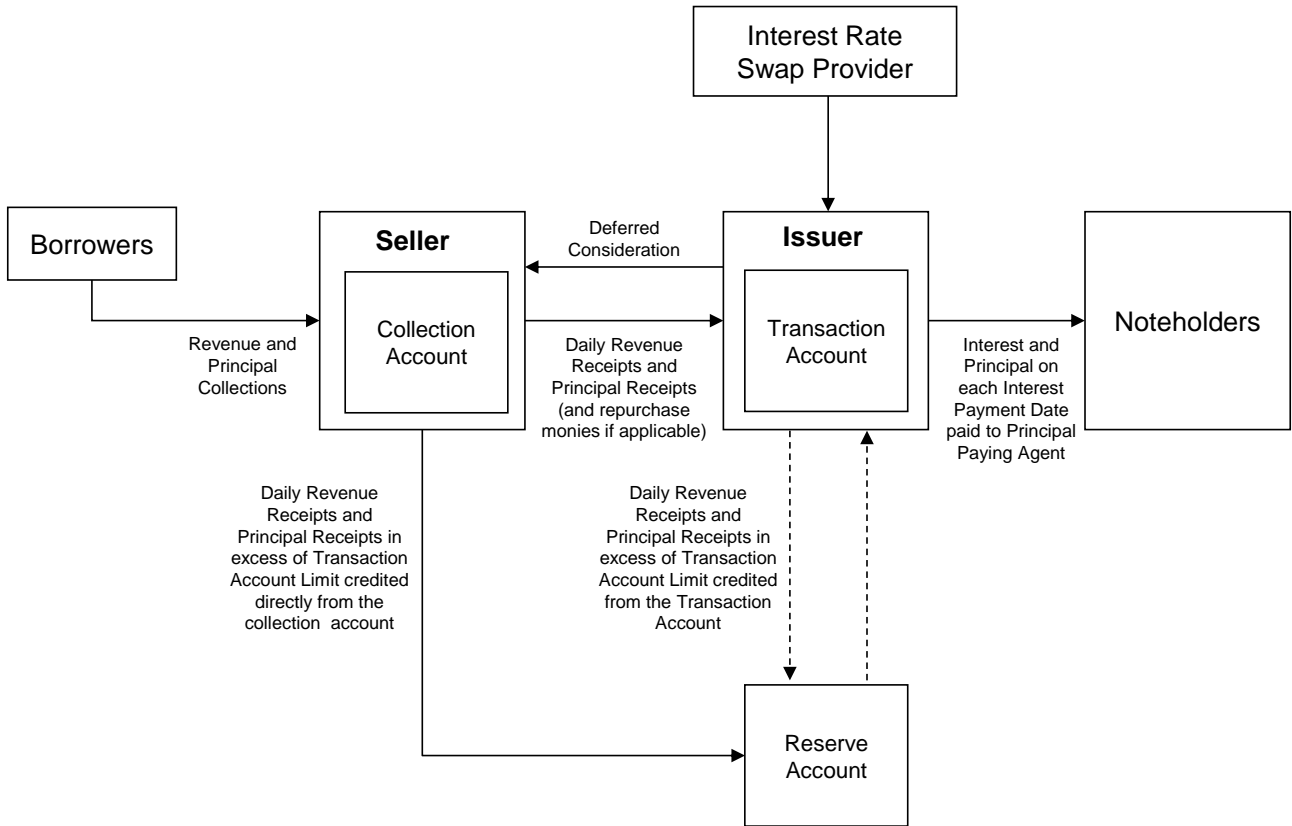 Interest Rate
Swap Provider
Borrowers
Seller
Collection
Account
Deferred
Consideration
Issuer
Transaction
Account
Noteholders
Revenue and
Principal
Collections
Daily Revenue
Receipts and
Principal Receipts
(and repurchase
monies if applicable)
Interest and
Principal on
each Interest
Payment Date
paid to Principal
Paying Agent
Daily Revenue
Receipts and
Principal Receipts in
excess of Transaction
Account Limit credited
directly from the
collection account
Daily Revenue
Receipts and
Principal Receipts in
excess of Transaction
Account Limit credited
from the Transaction
Account
Reserve
Account